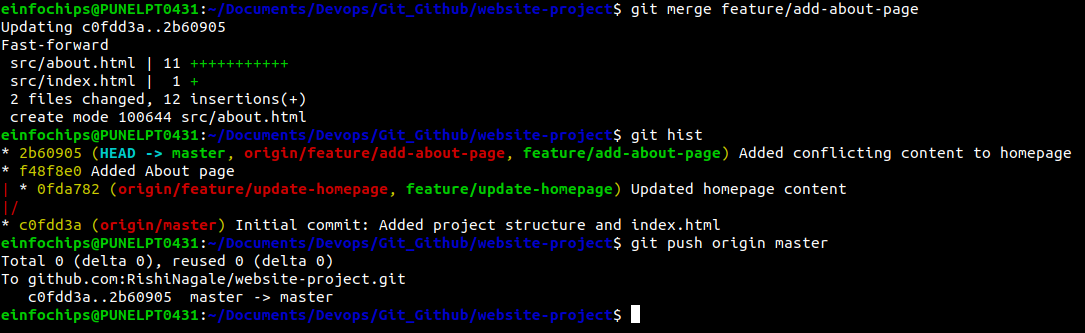 einfochips@PUNELPT0431:~/Documents/Devops/Git_Github/website-project$ git merge feature/add-about-page
Updating c0fdd3a..2b60905
Fast-forward
 src/about.html | 11 +++++++++++
 src/index.html |  1 +
 2 files changed, 12 insertions(+)
 create mode 100644 src/about.html
einfochips@PUNELPT0431:~/Documents/Devops/Git_Github/website-project$ git hist
* 2b60905 (HEAD -> master, origin/feature/add-about-page, feature/add-about-page) Added conflicting content to homepage
* f48f8e0 Added About page
| * 0fda782 (origin/feature/update-homepage, feature/update-homepage) Updated homepage content
|/
* c0fdd3a (origin/master) Initial commit: Added project structure and index.html
einfochips@PUNELPT0431:~/Documents/Devops/Git_Github/website-project$ git push origin master
Total 0 (delta 0), reused 0 (delta 0)
To github.com:RishiNagale/website-project.git
   c0fdd3a..2b60905  master -> master
einfochips@PUNELPT0431:~/Documents/Devops/Git_Github/website-project$